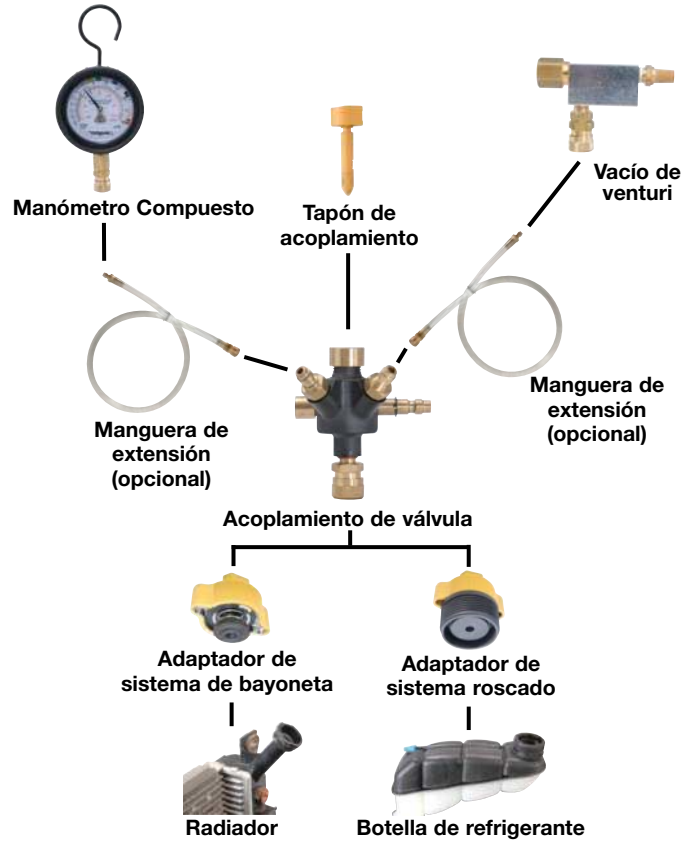 Manómetro Compuesto
Tapón de
acoplamiento
Vacío de
venturi
Manguera de
extensión
(opcional)
Manguera de
extensión
(opcional)
Acoplamiento de válvula
Adaptador de
sistema de bayoneta
Adaptador de
sistema roscado
Radiador
Botella de refrigerante